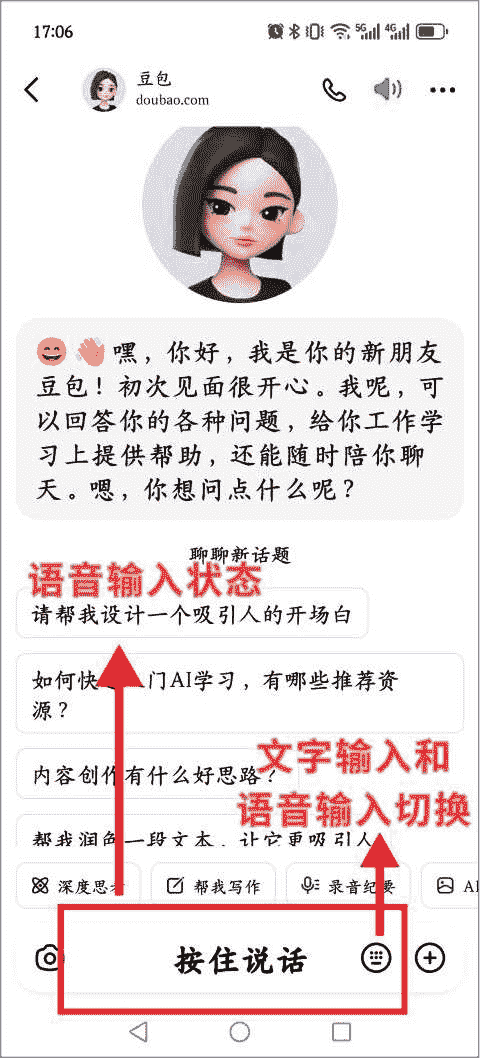 17:06
5G
4G
豆包
doubao.com
嘿，你好，我是你的新朋友
豆包！初次见面很开心。我呢，可
以回答你的各种问题，给你工作学
习上提供帮助，还能随时陪你聊
天。嗯，你想问点什么呢？
聊聊新话题
语音输入状态
请帮我设计一个吸引人的开场白
如何快 门AI学习，有哪些推荐资
源？
文字输入和
语音输入切换
内容创作有什么好思路？
帮我润色一段文本，让它更吸引人
深度思考
帮我写作
录音纪要
AI
按住说话